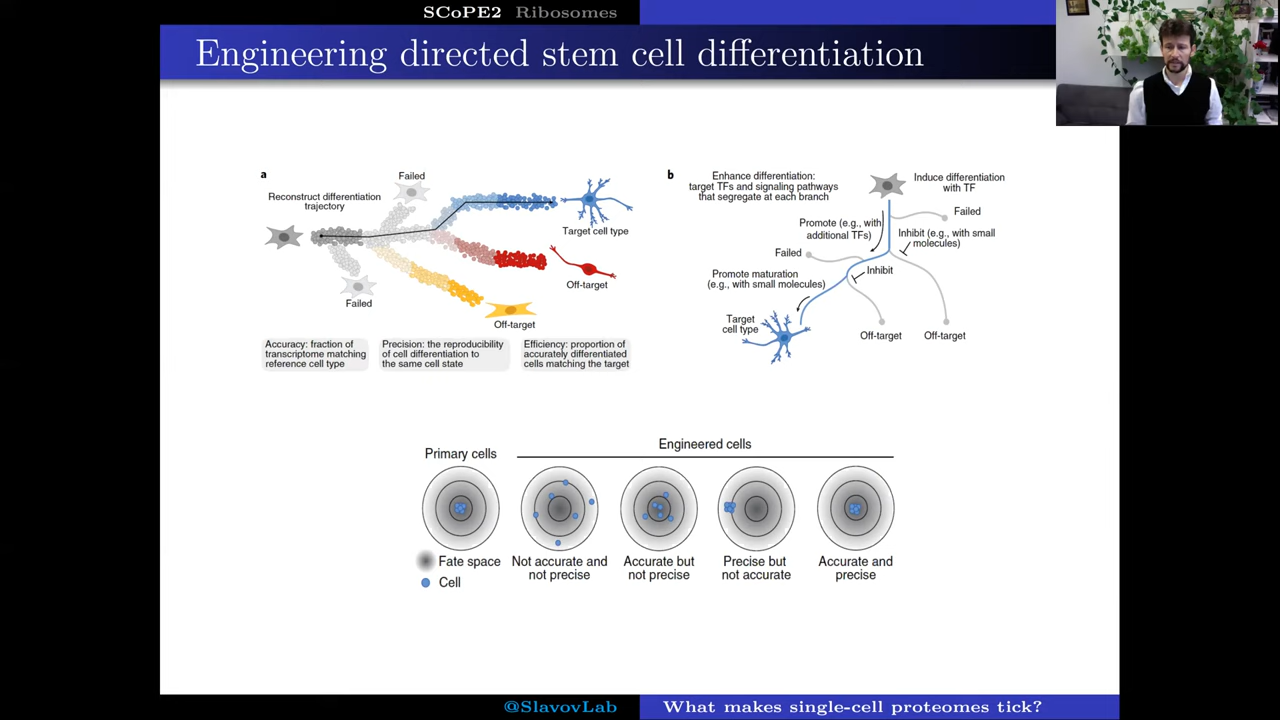 SCoPE2 Ribosomes
Engineering directed stem cell differentiation
a
Reconstruct differentiation
trajectory
Failed
Failed
Target cell type
Off-target
Off-target
Accuracy: fraction of
transcriptome matching
reference cell type
Precision: the reproducibility
of cell differentiation to
the same cell state
Efficiency: proportion of
accurately differentiated
cells matching the target
b
Enhance differentiation:
target TFs and signaling pathways
that segregate at each branch
Induce differentiation
with TF
Failed
Promote (e.g., with
additional TFs)
Inhibit (e.g., with small
molecules)
Failed
Inhibit
Promote maturation
(e.g., with small molecules)
Target
cell type
Off-target
Off-target
Primary cells
Engineered cells
Fate space
Cell
Not accurate and
not precise
Accurate but
not precise
Precise but
not accurate
Accurate and
precise
@SlavovLab
What makes single-cell proteomes tick?